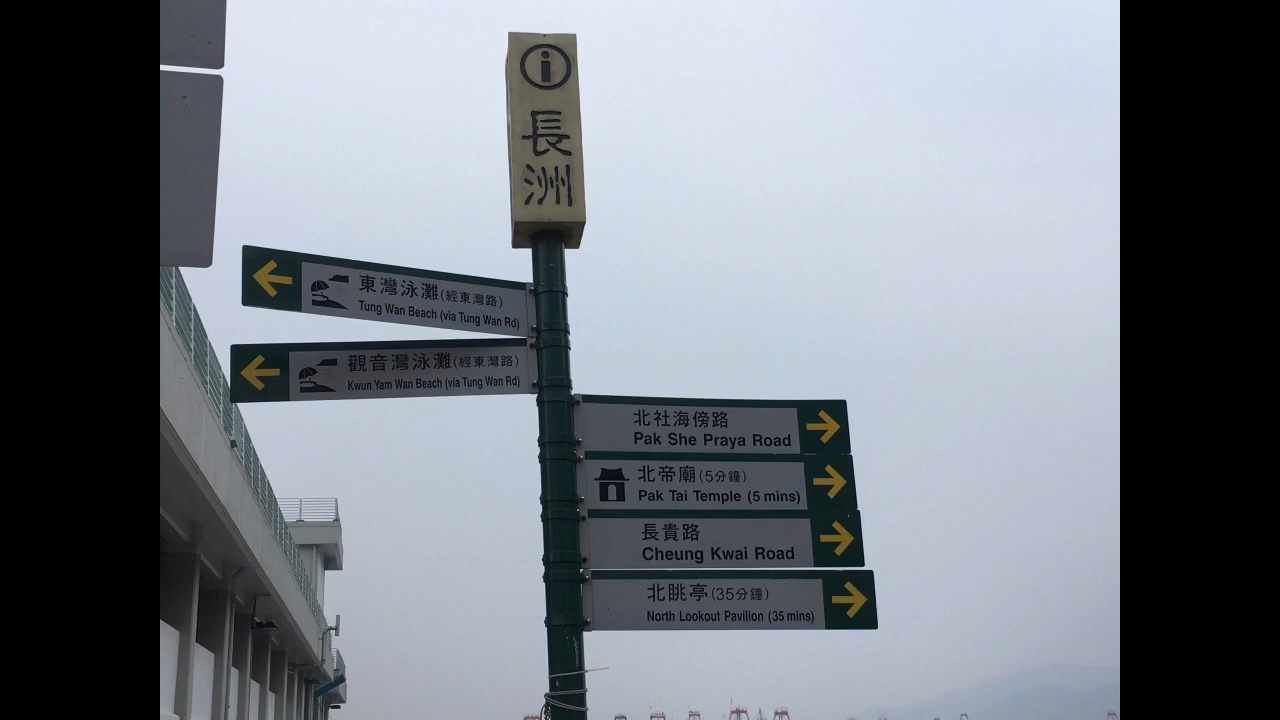 i
長
洲
東灣泳灘(經東灣路)
Tung Wan Beach (via Tung Wan Rd)
觀音灣泳灘(經東灣路)
Kwun Yam Wan Beach (via Tung Wan Rd)
北社海傍路
Pak She Praya Road
北帝廟(5分鐘)
Pak Tai Temple (5 mins)
長貴路
Cheung Kwai Road
北眺亭(35分鐘)
North Lookout Pavilion (35 mins)